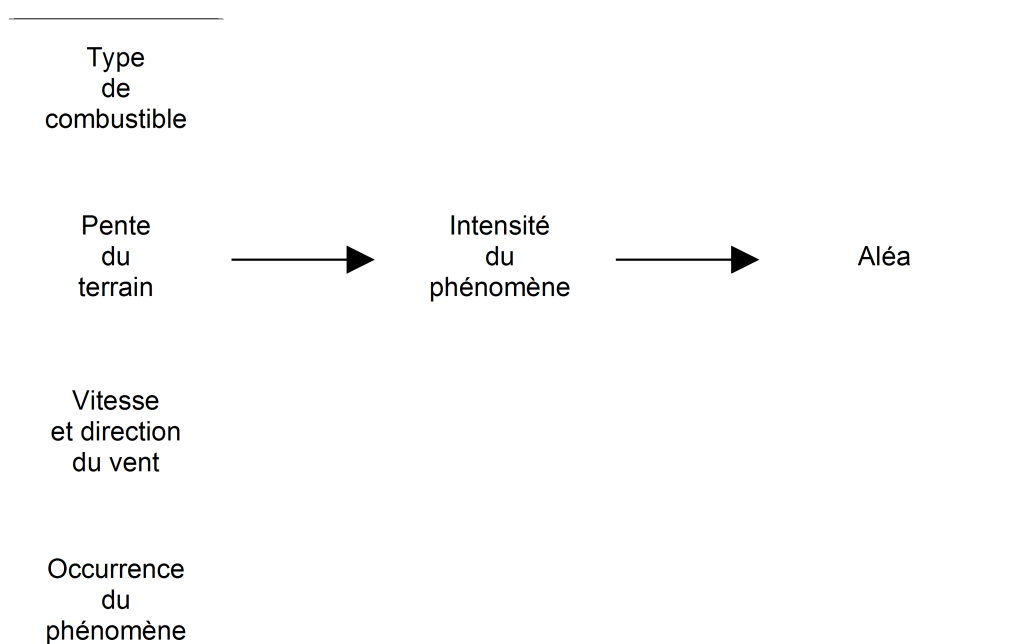 Type
de
combustible
Pente
du
terrain
Intensité
du
phénomène
Aléa
Vitesse
et direction
du vent
Occurrence
du
phénomène